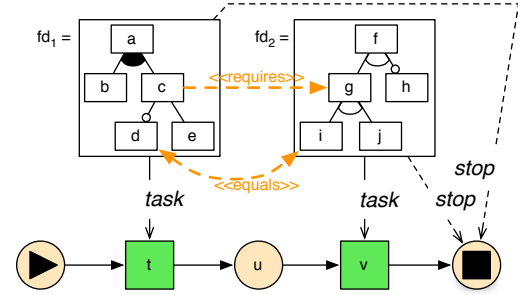 fd1 = a
b c
d e
fd2 = f
g h
i j
<<requires>>
<<equals>>
task
task
stop
stop
t u v